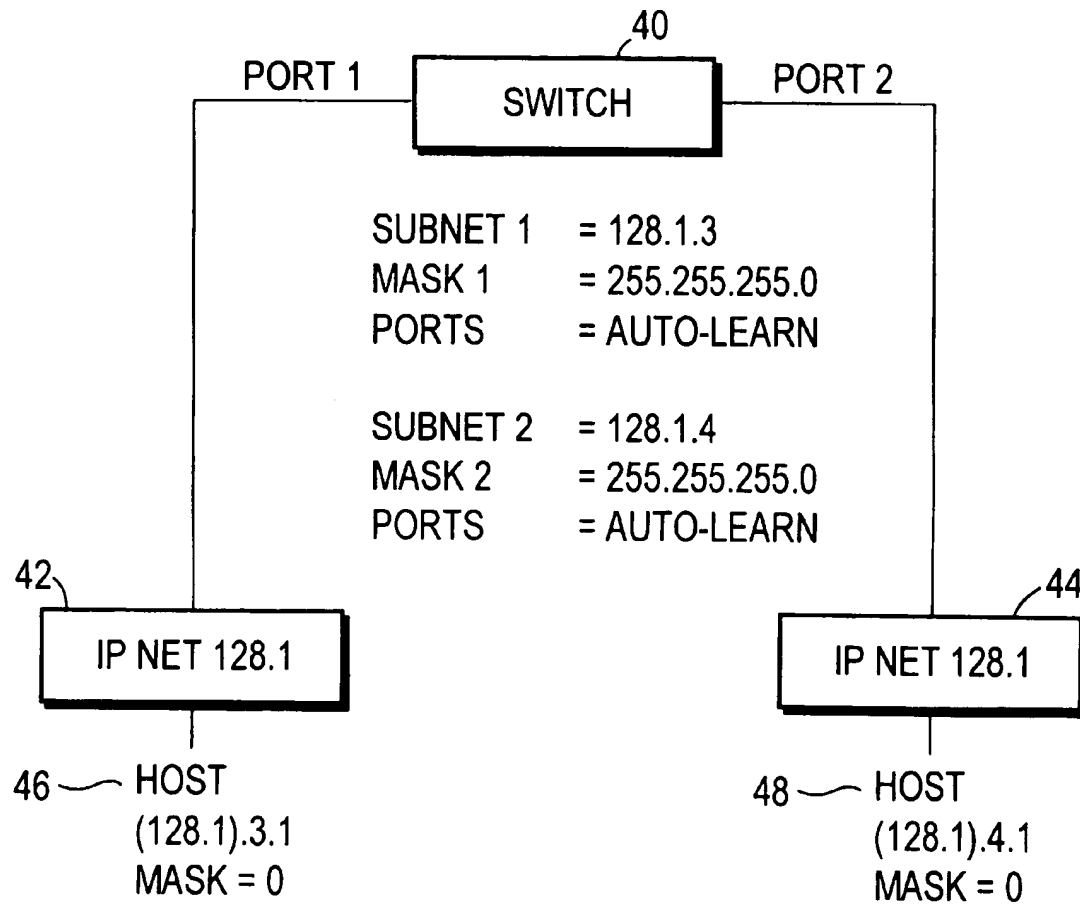 40
PORT 1
SWITCH
PORT 2
SUBNET 1 = 128.1.3
MASK 1 = 255.255.255.0
PORTS = AUTO-LEARN
SUBNET 2 = 128.1.4
MASK 2 = 255.255.255.0
PORTS = AUTO-LEARN
42
IP NET 128.1
44
IP NET 128.1
46
HOST
(128.1).3.1
MASK = 0
48
HOST
(128.1).4.1
MASK = 0